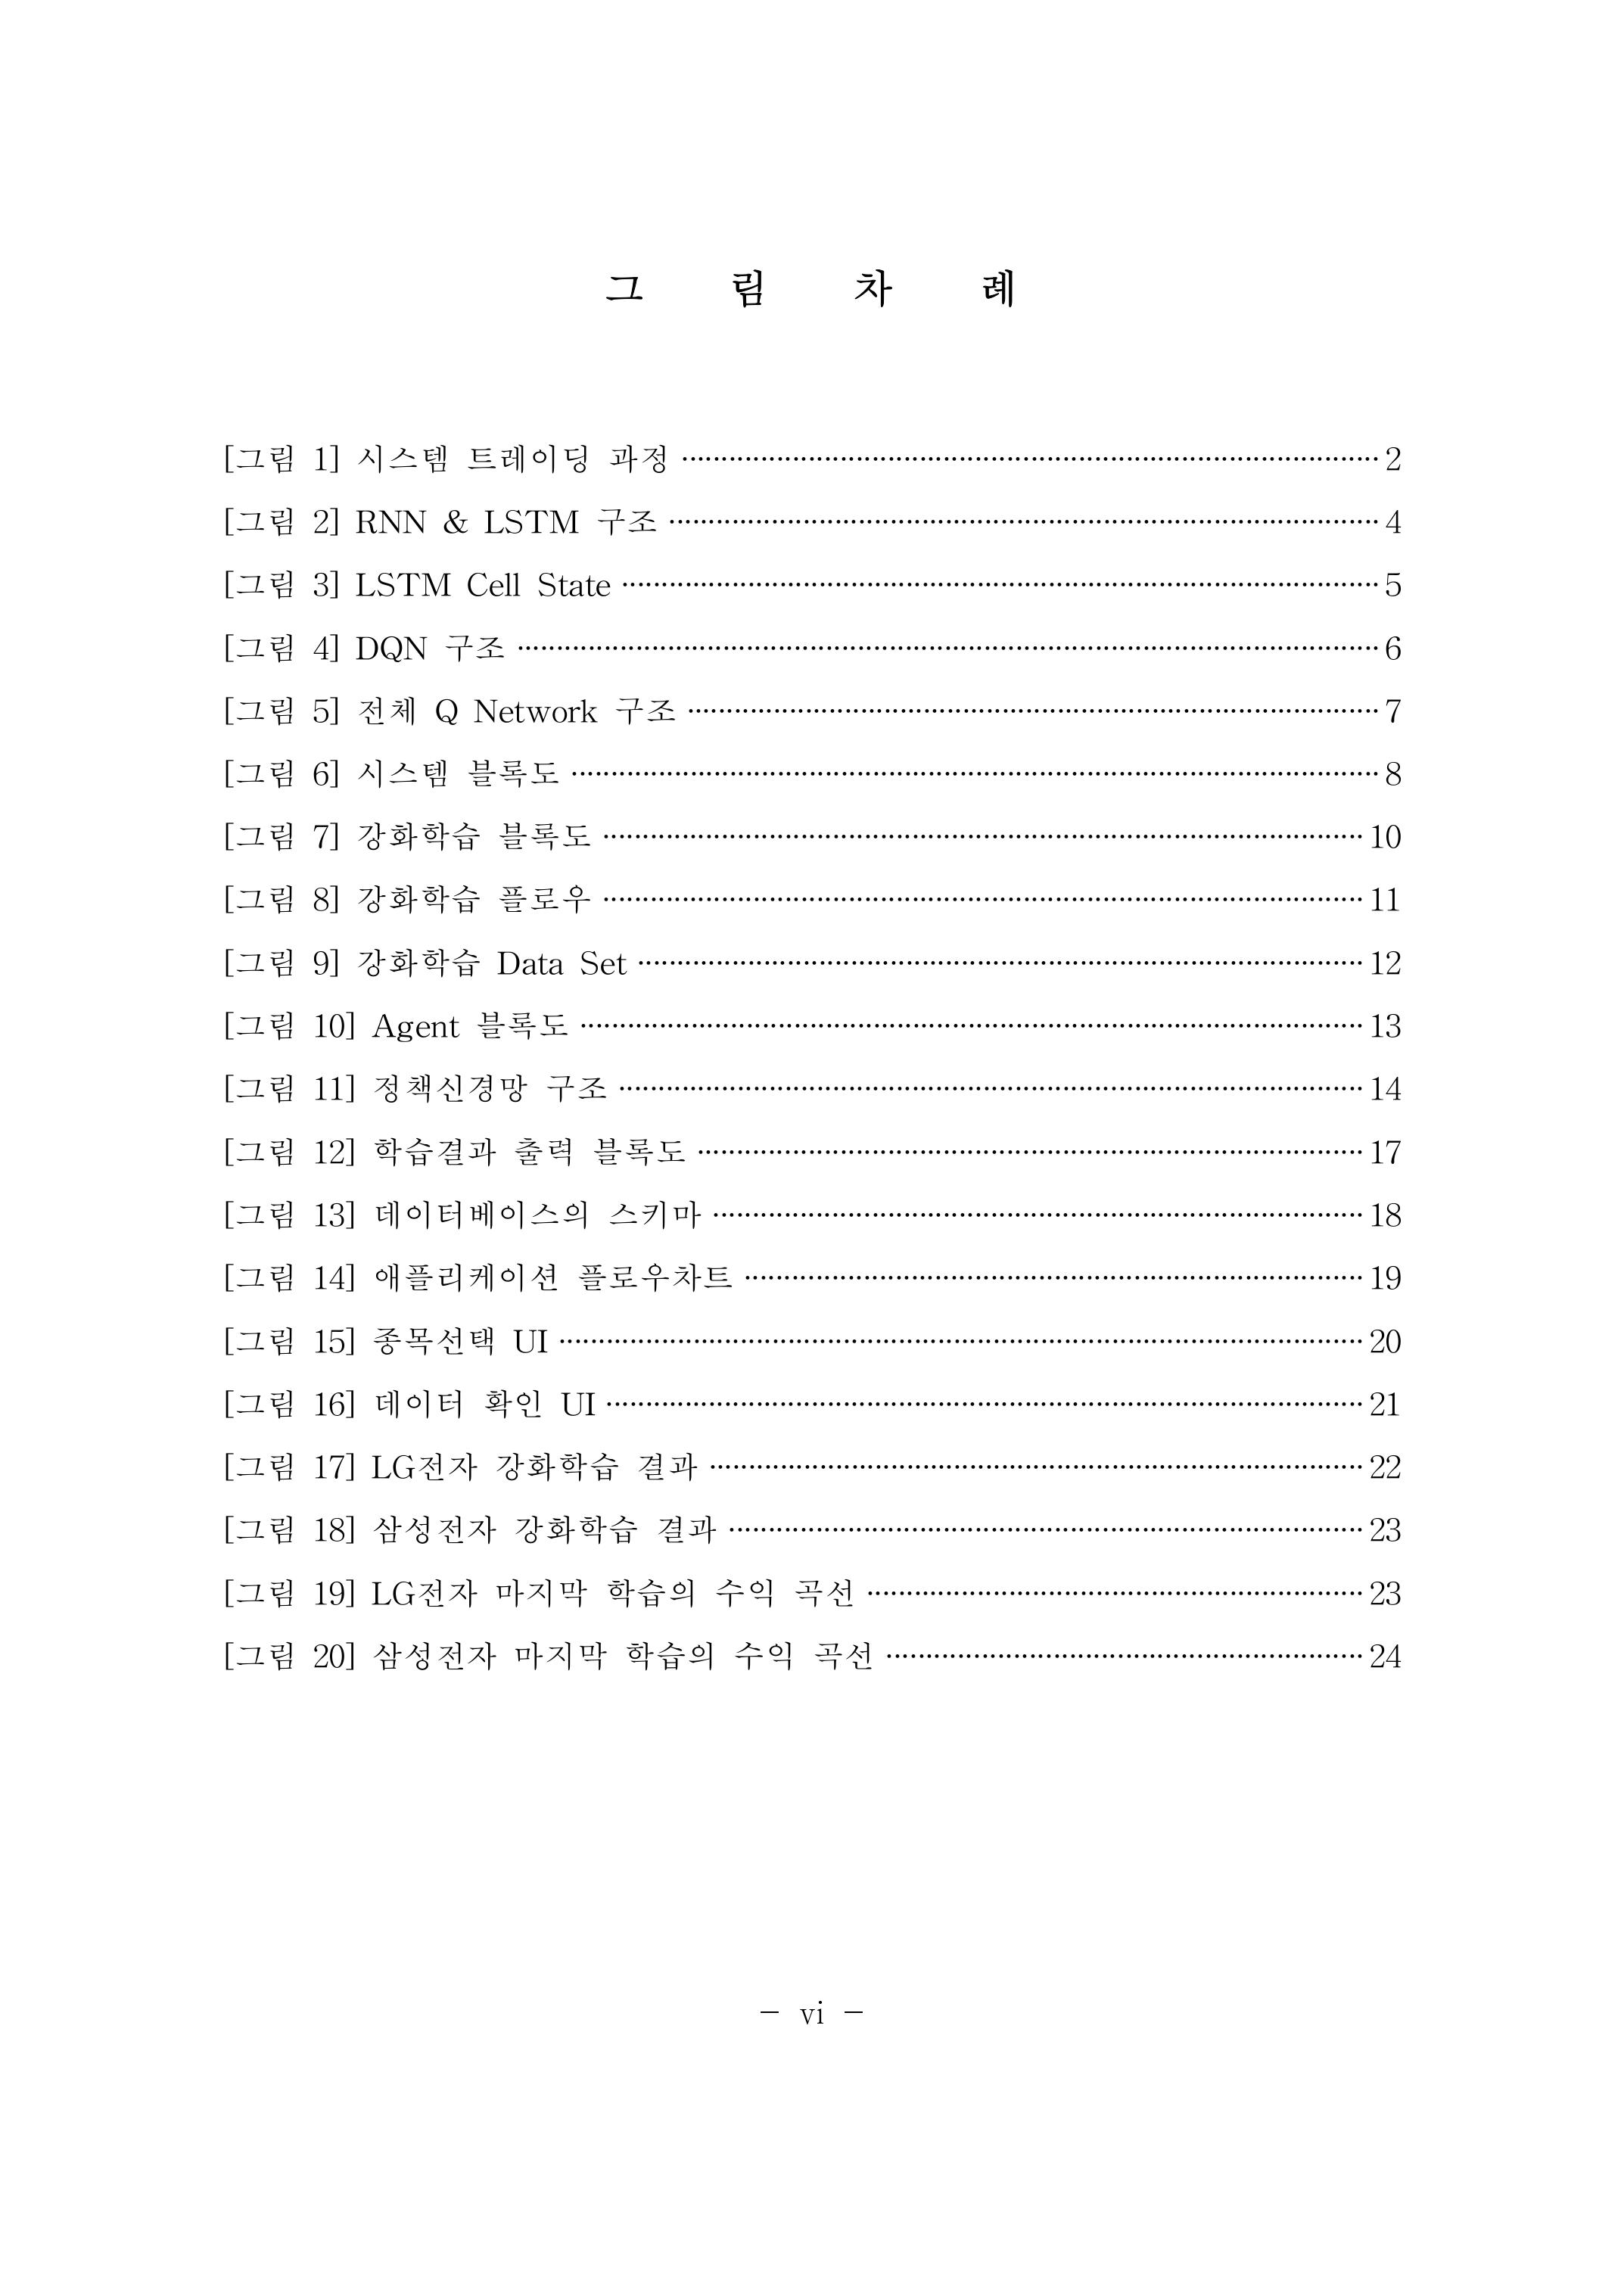 그 림 차 례
[그림 1] 시스템 트레이딩 과정 ························ 2
[그림 2] RNN & LSTM 구조 ························ 4
[그림 3] LSTM Cell State ························ 5
[그림 4] DQN 구조 ························ 6
[그림 5] 전체 Q Network 구조 ························ 7
[그림 6] 시스템 블록도 ························ 8
[그림 7] 강화학습 블록도 ························ 10
[그림 8] 강화학습 플로우 ························ 11
[그림 9] 강화학습 Data Set ························ 12
[그림 10] Agent 블록도 ························ 13
[그림 11] 정책신경망 구조 ························ 14
[그림 12] 학습결과 출력 블록도 ························ 17
[그림 13] 데이터베이스의 스키마 ························ 18
[그림 14] 애플리케이션 플로우차트 ························ 19
[그림 15] 종목선택 UI ························ 20
[그림 16] 데이터 확인 UI ························ 21
[그림 17] LG전자 강화학습 결과 ························ 22
[그림 18] 삼성전자 강화학습 결과 ························ 23
[그림 19] LG전자 마지막 학습의 수익 곡선 ························ 23
[그림 20] 삼성전자 마지막 학습의 수익 곡선 ························ 24
- vi -